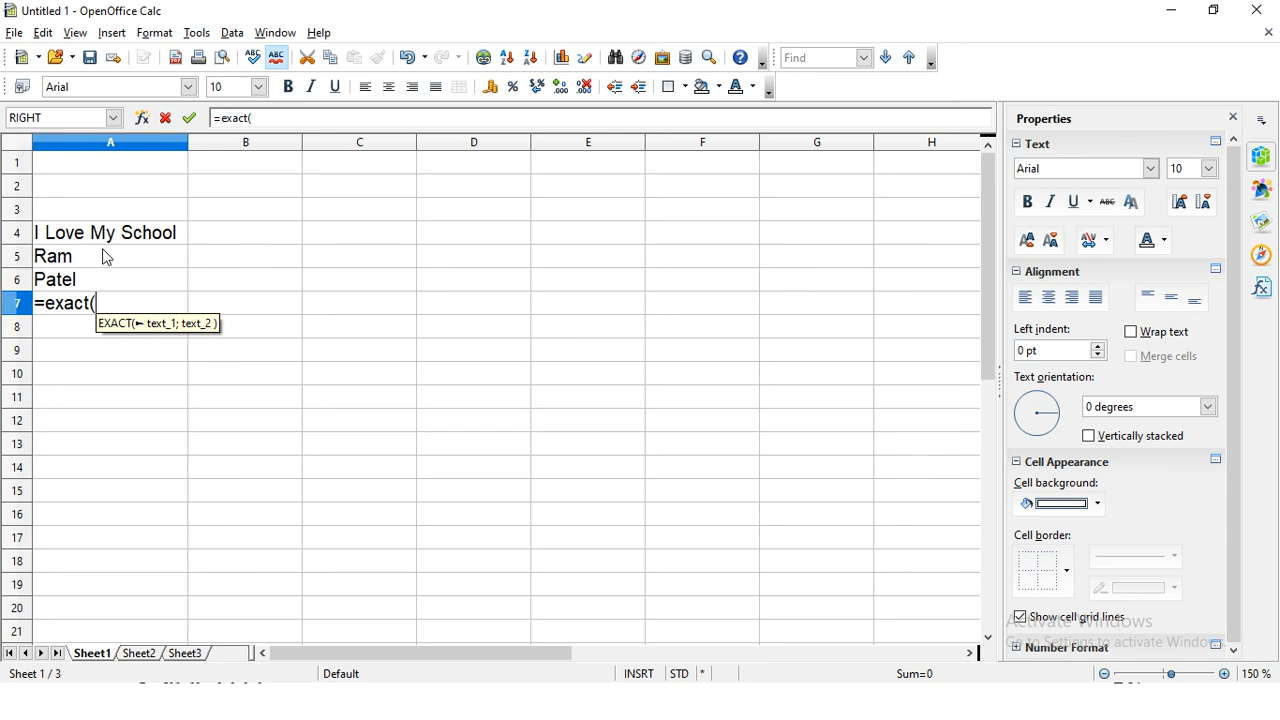 Untitled 1 - OpenOffice Calc
File Edit View Insert Format Tools Data Window Help
Find
Arial 10
RIGHT =exact(
A B C D E F G H
1
2
3
4 I Love My School
5 Ram
6 Patel
7 =exact(
EXACT( text_1; text_2 )
8
9
10
11
12
13
14
15
16
17
18
19
20
21
Properties
Text
Arial 10
Alignment
Left indent:
Wrap text
0 pt
Merge cells
Text orientation:
0 degrees
Vertically stacked
Cell Appearance
Cell background:
Cell border:
Show cell grid lines
Activate Windows
Go to Settings to activate Windows.
Number Format
Sheet1 Sheet2 Sheet3
Sheet 1 / 3 Default INSRT STD * Sum=0 150 %